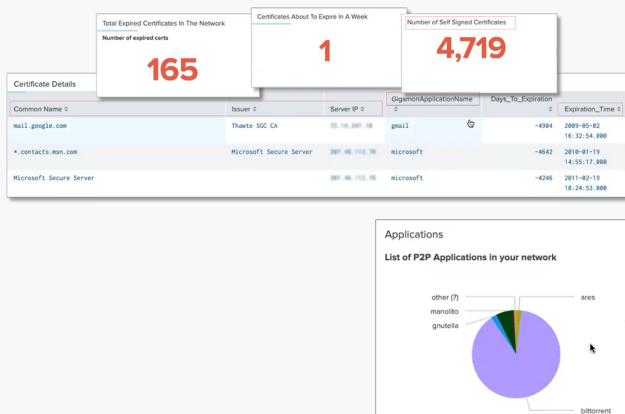 Total Expired Certificates In The Network
Number of expired certs
165
Certificates About To Expire In A Week
1
Number of Self Signed Certificates
4,719
Certificate Details
Common Name Issuer Server IP GigamonApplicationName Days_To_Expiration Expiration_Time
mail.google.com Thawte SGC CA gmail -4904 2009-05-02
16:32:54.000
*.contacts.msn.com Microsoft Secure Server microsoft -4642 2010-01-19
14:55:17.000
Microsoft Secure Server microsoft -4246 2011-02-19
18:24:53.000
Applications
List of P2P Applications in your network
other (7) ares
manolito
gnutella
bittorrent